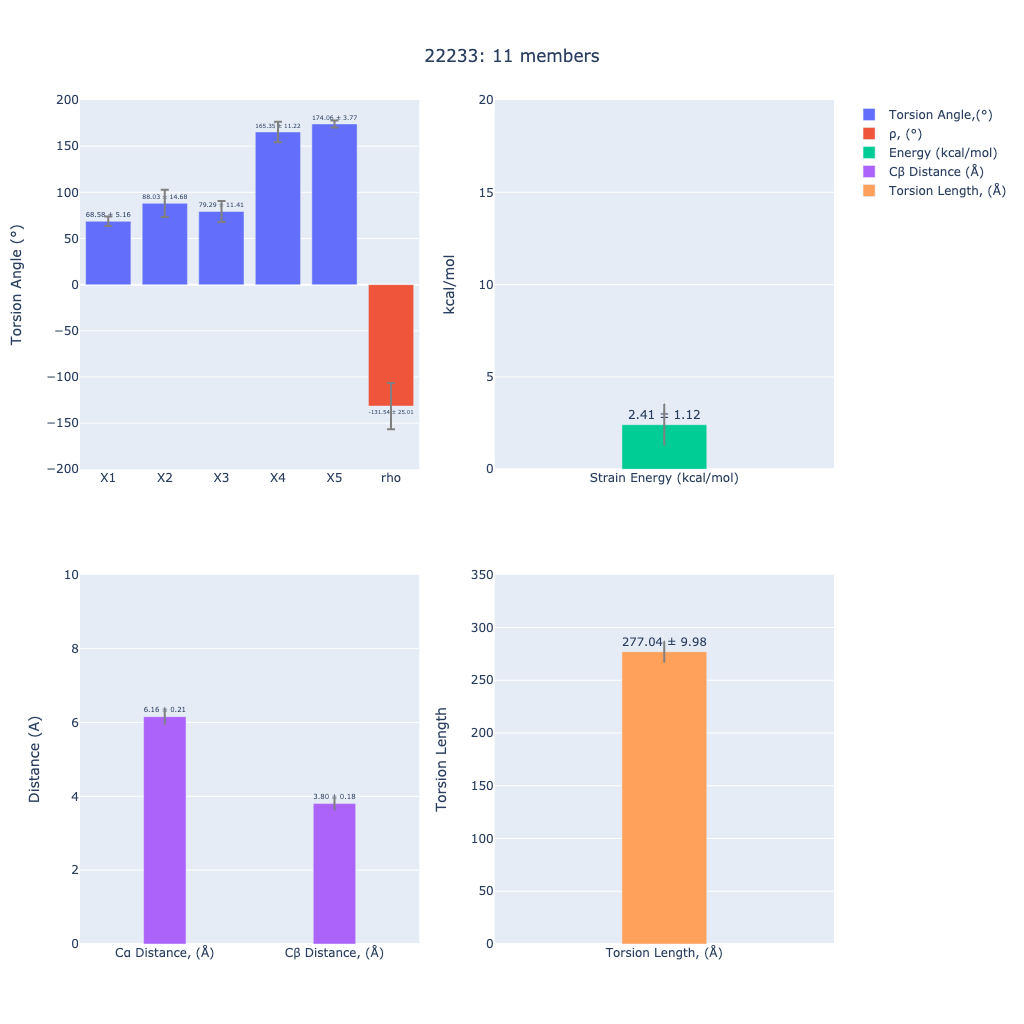 22233: 11 members
Torsion Angle (°)
200
150
100
50
0
−50
−100
−150
−200
68.58 ± 5.16
88.03 ± 14.68
79.29 ± 11.41
165.35 ± 11.22
174.06 ± 3.77
-131.54 ± 25.01
X1 X2 X3 X4 X5 rho
kcal/mol
20
15
10
5
0
2.41 ± 1.12
Strain Energy (kcal/mol)
Torsion Angle,(°)
ρ, (°)
Energy (kcal/mol)
Cβ Distance (Å)
Torsion Length, (Å)
Distance (A)
10
8
6
4
2
0
6.16 ± 0.21
3.80 ± 0.18
Cα Distance, (Å) Cβ Distance, (Å)
Torsion Length
350
300
250
200
150
100
50
0
277.04 ± 9.98
Torsion Length, (Å)